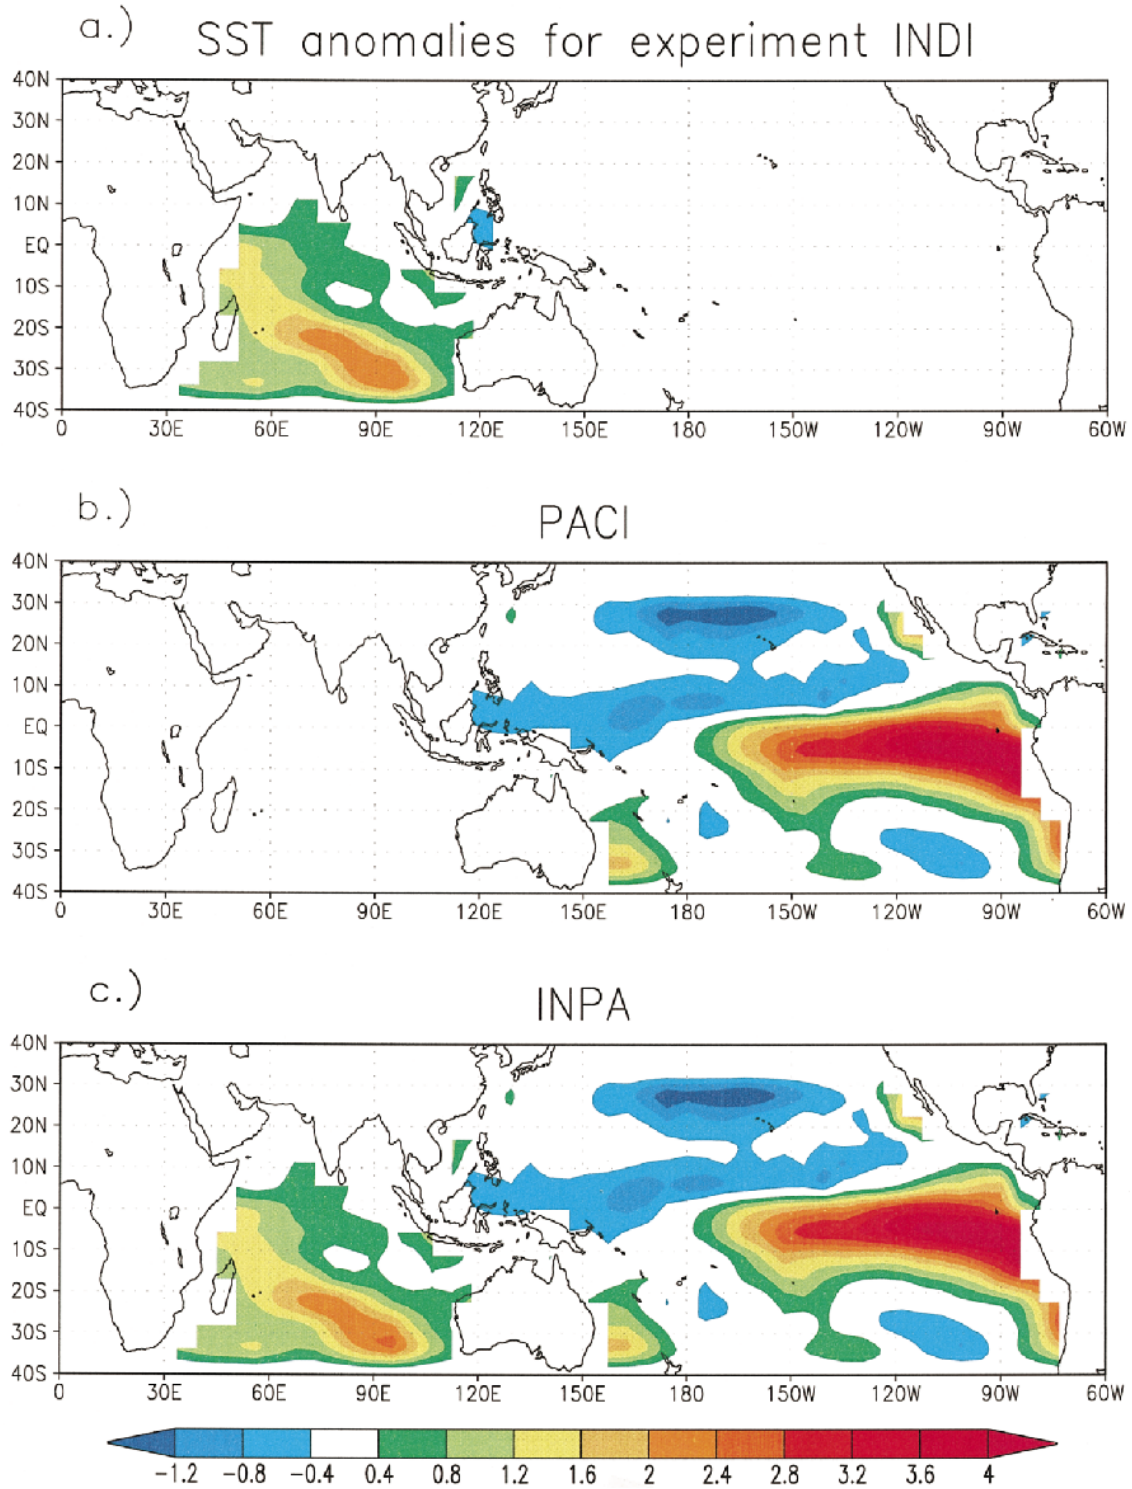 a.)
SST anomalies for experiment INDI
40N
30N
20N
10N
EQ
10S
20S
30S
40S
0 30E 60E 90E 120E 150E 180 150W 120W 90W 60W
b.)
PACI
40N
30N
20N
10N
EQ
10S
20S
30S
40S
0 30E 60E 90E 120E 150E 180 150W 120W 90W 60W
c.)
INPA
40N
30N
20N
10N
EQ
10S
20S
30S
40S
0 30E 60E 90E 120E 150E 180 150W 120W 90W 60W
-1.2 -0.8 -0.4 0.4 0.8 1.2 1.6 2 2.4 2.8 3.2 3.6 4